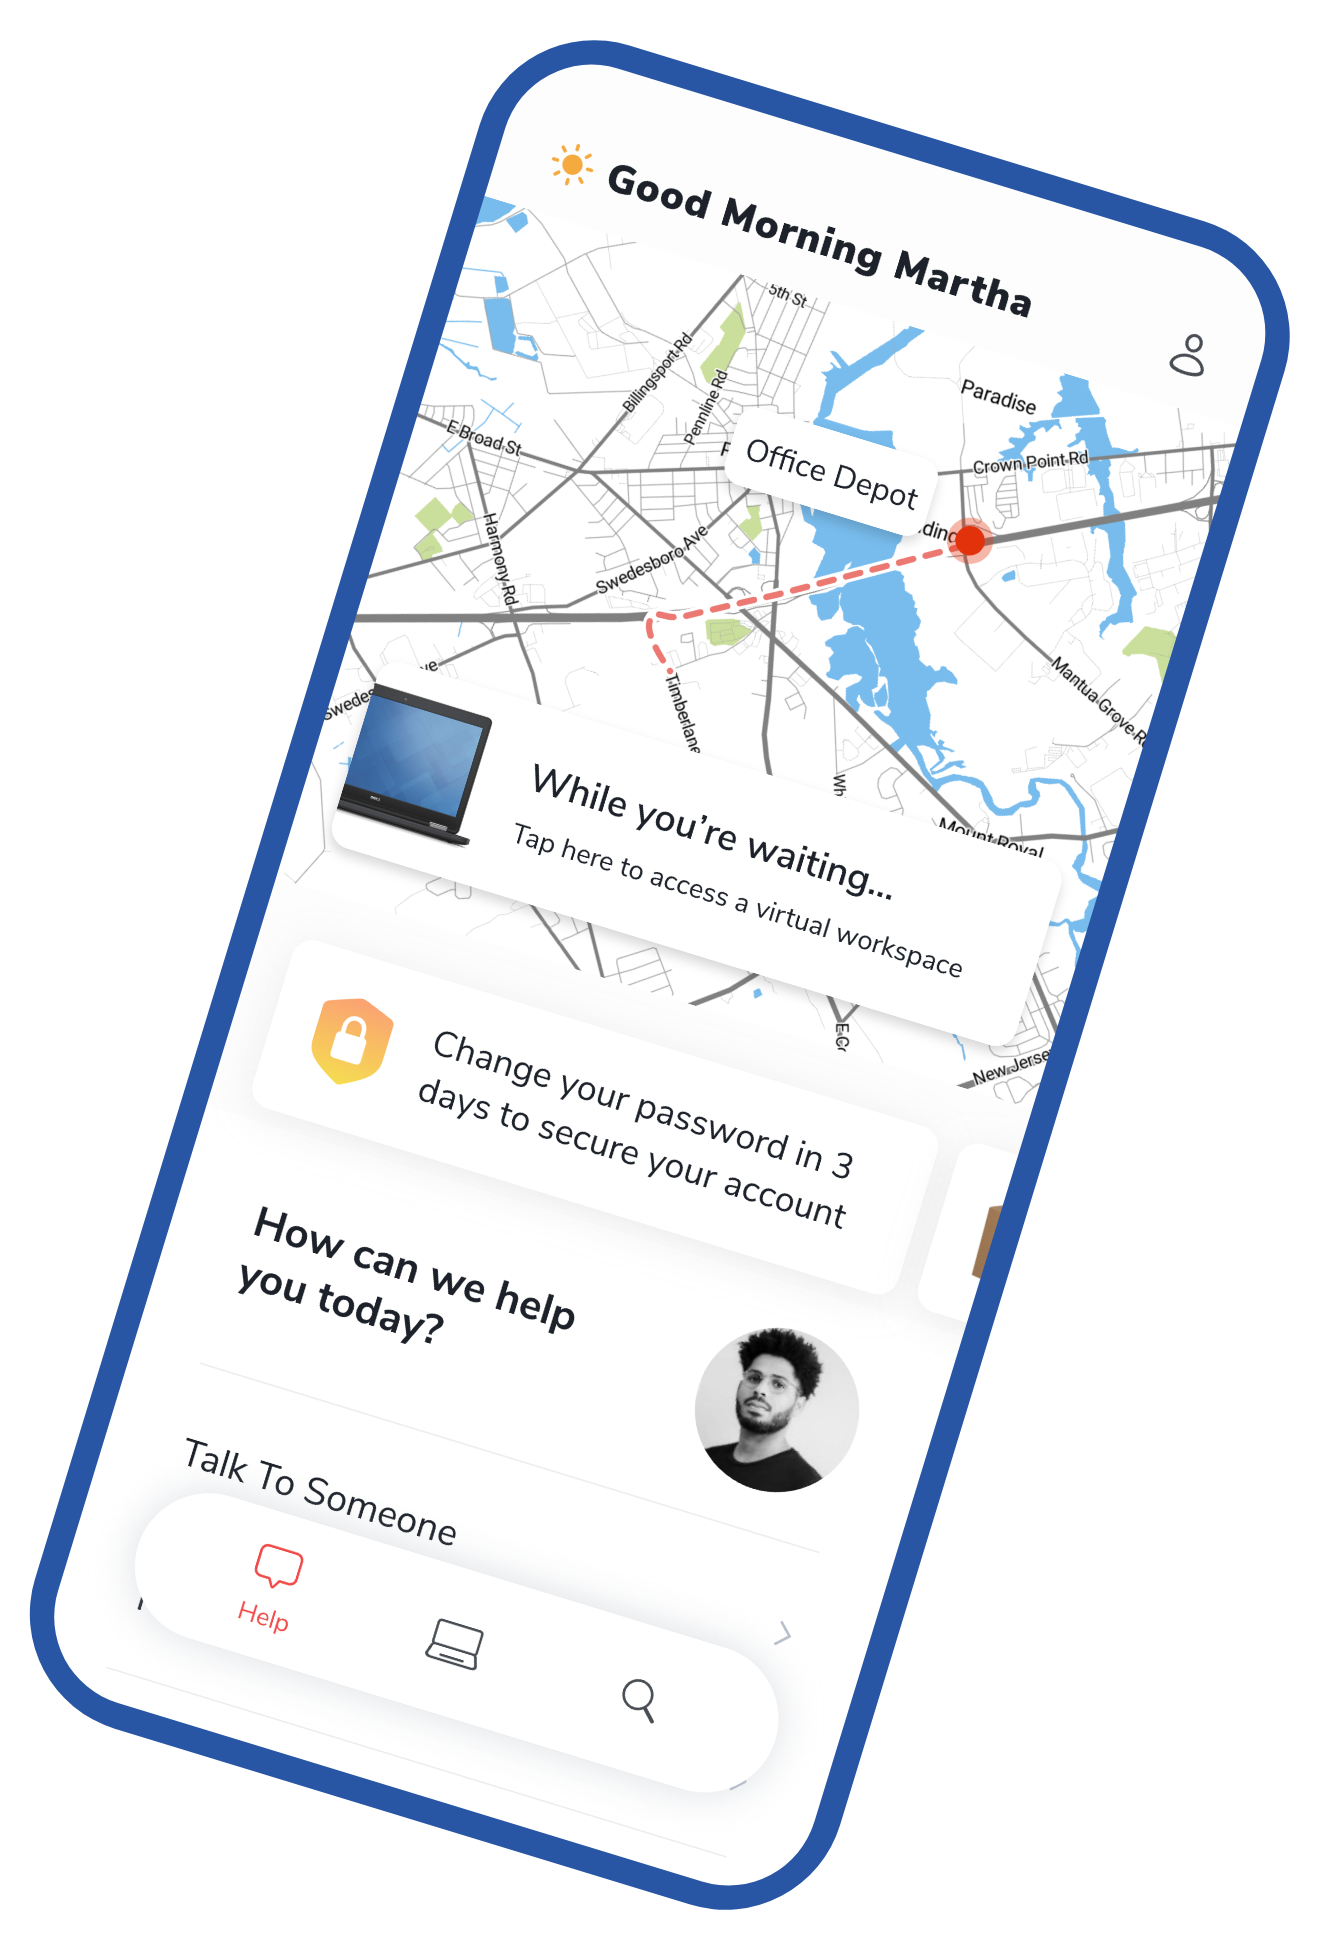 Good Morning Martha
5th St
Billingsport Rd
Pennline Rd
Paradise
E Broad St
Office Depot
Crown Point Rd
Harmony Rd
Swedesboro Ave
Mantua Grove Rd
Timberlane
While you're waiting...
Tap here to access a virtual workspace
Mount Royal
New Jerse
Change your password in 3
days to secure your account
How can we help
you today?
Talk To Someone
Help